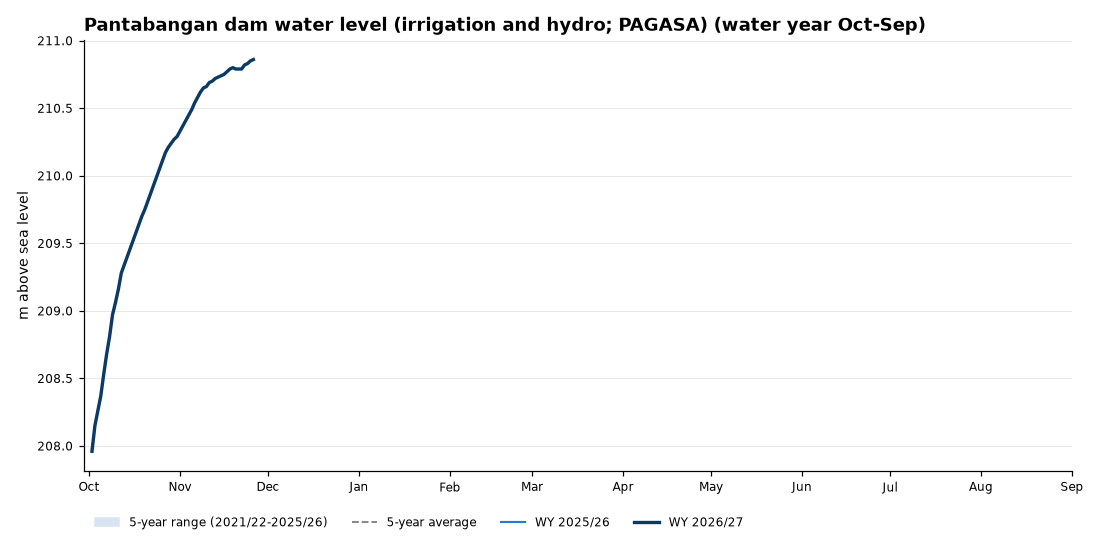 Pantabangan dam water level (irrigation and hydro; PAGASA) (water year Oct-Sep)
m above sea level
211.0
210.5
210.0
209.5
209.0
208.5
208.0
Oct Nov Dec Jan Feb Mar Apr May Jun Jul Aug Sep
5-year range (2021/22-2025/26) 5-year average WY 2025/26 WY 2026/27